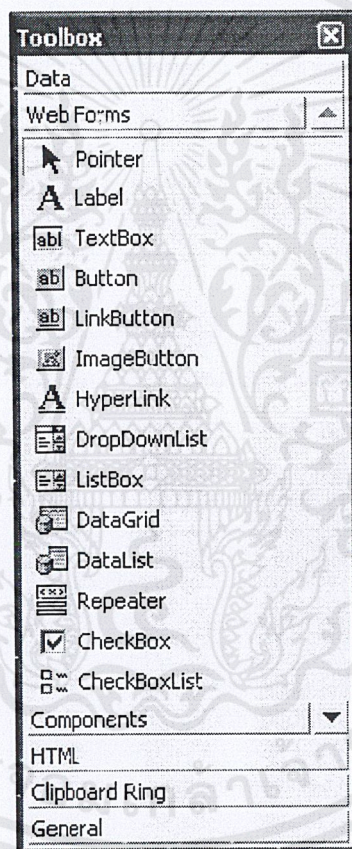 Toolbox
Data
Web Forms
Pointer
Label
TextBox
Button
LinkButton
ImageButton
HyperLink
DropDownList
ListBox
DataGrid
DataList
Repeater
CheckBox
CheckBoxList
Components
HTML
Clipboard Ring
General